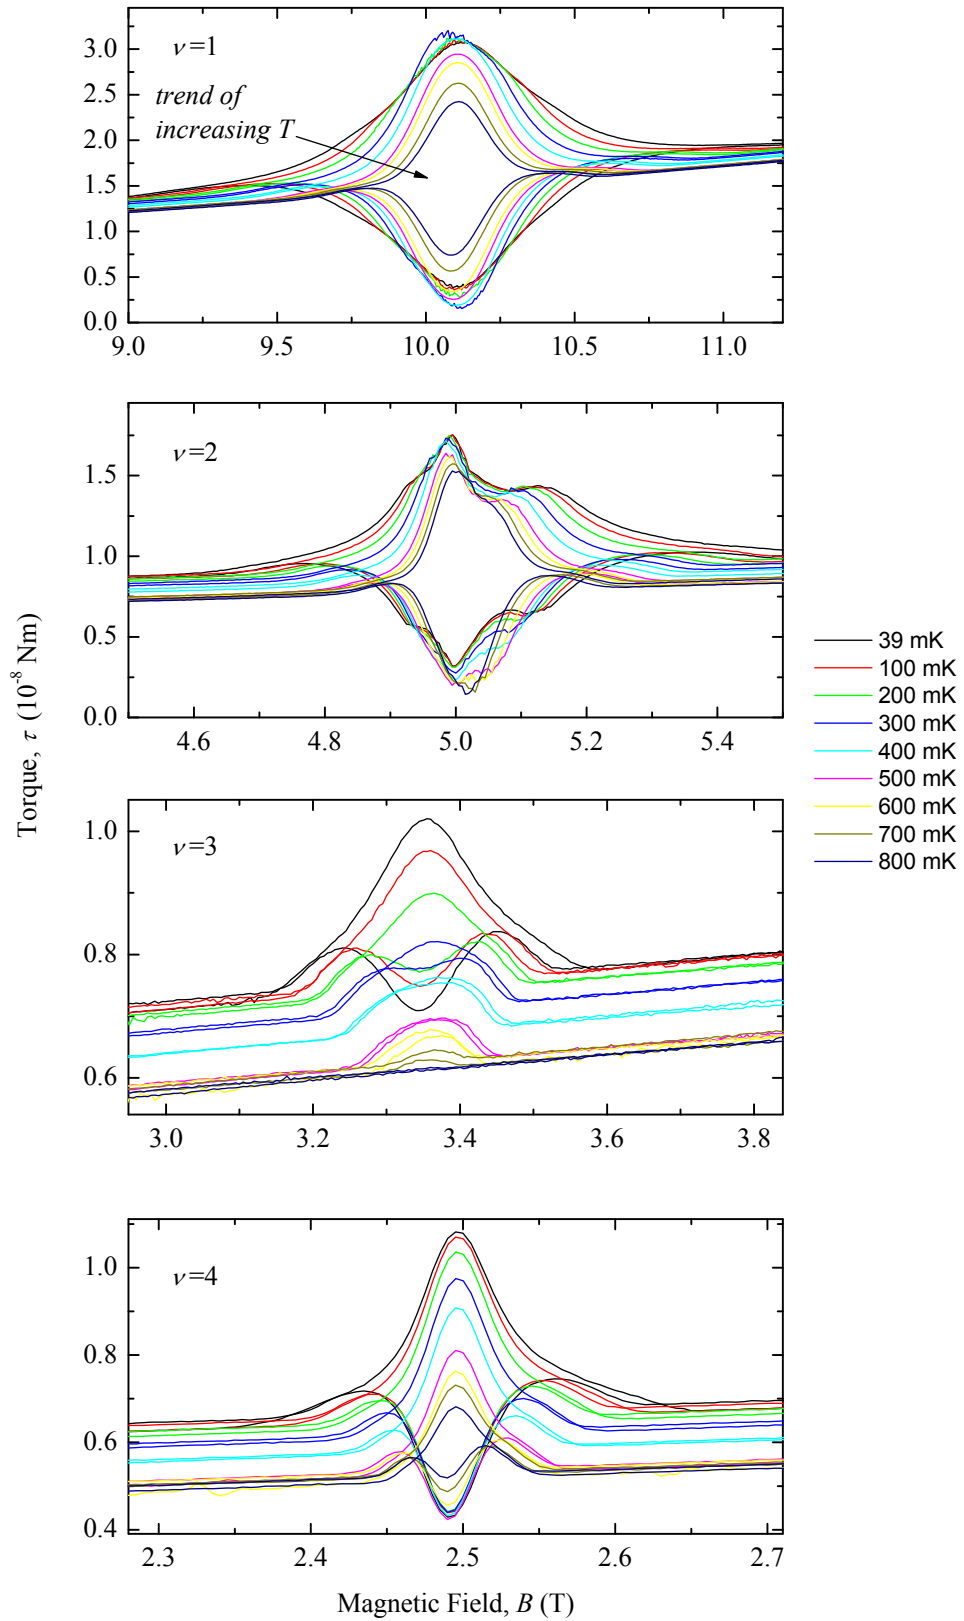 ν=1
trend of
increasing T
3.0
2.5
2.0
1.5
1.0
0.5
0.0
9.0 9.5 10.0 10.5 11.0
ν=2
1.5
1.0
0.5
0.0
4.6 4.8 5.0 5.2 5.4
Torque, τ (10⁻⁸ Nm)
39 mK
100 mK
200 mK
300 mK
400 mK
500 mK
600 mK
700 mK
800 mK
ν=3
1.0
0.8
0.6
3.0 3.2 3.4 3.6 3.8
ν=4
1.0
0.8
0.6
0.4
2.3 2.4 2.5 2.6 2.7
Magnetic Field, B (T)